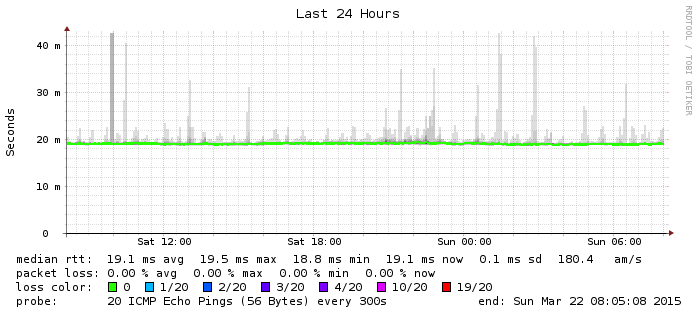 Last 24 Hours
RRDTOOL / TOBI OETIKER
Seconds
40 m
30 m
20 m
10 m
0
Sat 12:00 Sat 18:00 Sun 00:00 Sun 06:00
median rtt: 19.1 ms avg 19.5 ms max 18.8 ms min 19.1 ms now 0.1 ms sd 180.4 am/s
packet loss: 0.00 % avg 0.00 % max 0.00 % min 0.00 % now
loss color: 0 1/20 2/20 3/20 4/20 10/20 19/20
probe: 20 ICMP Echo Pings (56 Bytes) every 300s end: Sun Mar 22 08:05:08 2015